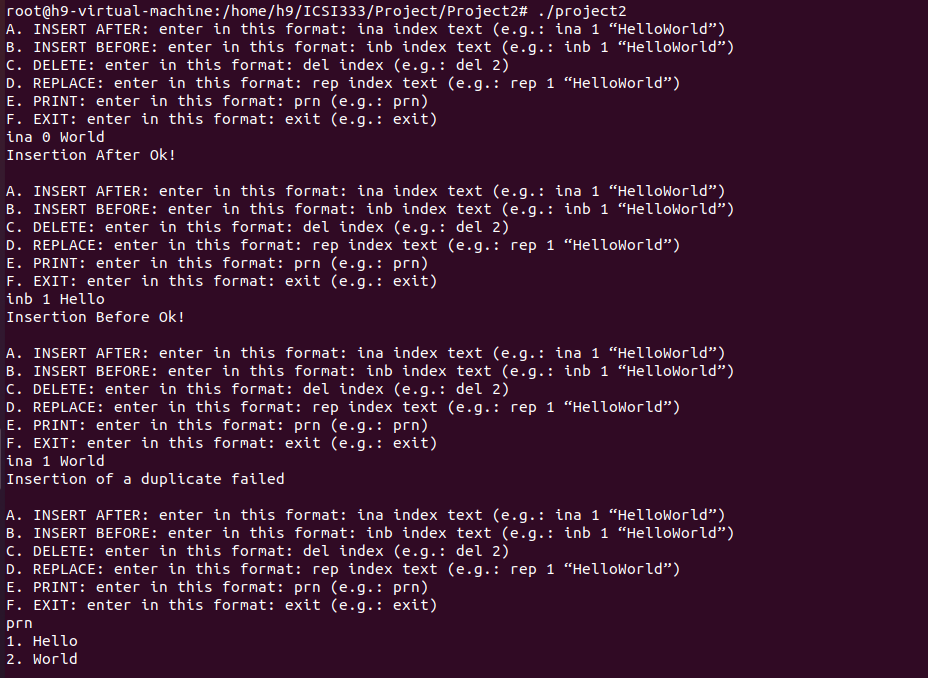 root@h9-virtual-machine:/home/h9/ICSI333/Project/Project2# ./project2
A. INSERT AFTER: enter in this format: ina index text (e.g.: ina 1 “HelloWorld”)
B. INSERT BEFORE: enter in this format: inb index text (e.g.: inb 1 “HelloWorld”)
C. DELETE: enter in this format: del index (e.g.: del 2)
D. REPLACE: enter in this format: rep index text (e.g.: rep 1 “HelloWorld”)
E. PRINT: enter in this format: prn (e.g.: prn)
F. EXIT: enter in this format: exit (e.g.: exit)
ina 0 World
Insertion After Ok!

A. INSERT AFTER: enter in this format: ina index text (e.g.: ina 1 “HelloWorld”)
B. INSERT BEFORE: enter in this format: inb index text (e.g.: inb 1 “HelloWorld”)
C. DELETE: enter in this format: del index (e.g.: del 2)
D. REPLACE: enter in this format: rep index text (e.g.: rep 1 “HelloWorld”)
E. PRINT: enter in this format: prn (e.g.: prn)
F. EXIT: enter in this format: exit (e.g.: exit)
inb 1 Hello
Insertion Before Ok!

A. INSERT AFTER: enter in this format: ina index text (e.g.: ina 1 “HelloWorld”)
B. INSERT BEFORE: enter in this format: inb index text (e.g.: inb 1 “HelloWorld”)
C. DELETE: enter in this format: del index (e.g.: del 2)
D. REPLACE: enter in this format: rep index text (e.g.: rep 1 “HelloWorld”)
E. PRINT: enter in this format: prn (e.g.: prn)
F. EXIT: enter in this format: exit (e.g.: exit)
ina 1 World
Insertion of a duplicate failed

A. INSERT AFTER: enter in this format: ina index text (e.g.: ina 1 “HelloWorld”)
B. INSERT BEFORE: enter in this format: inb index text (e.g.: inb 1 “HelloWorld”)
C. DELETE: enter in this format: del index (e.g.: del 2)
D. REPLACE: enter in this format: rep index text (e.g.: rep 1 “HelloWorld”)
E. PRINT: enter in this format: prn (e.g.: prn)
F. EXIT: enter in this format: exit (e.g.: exit)
prn
1. Hello
2. World